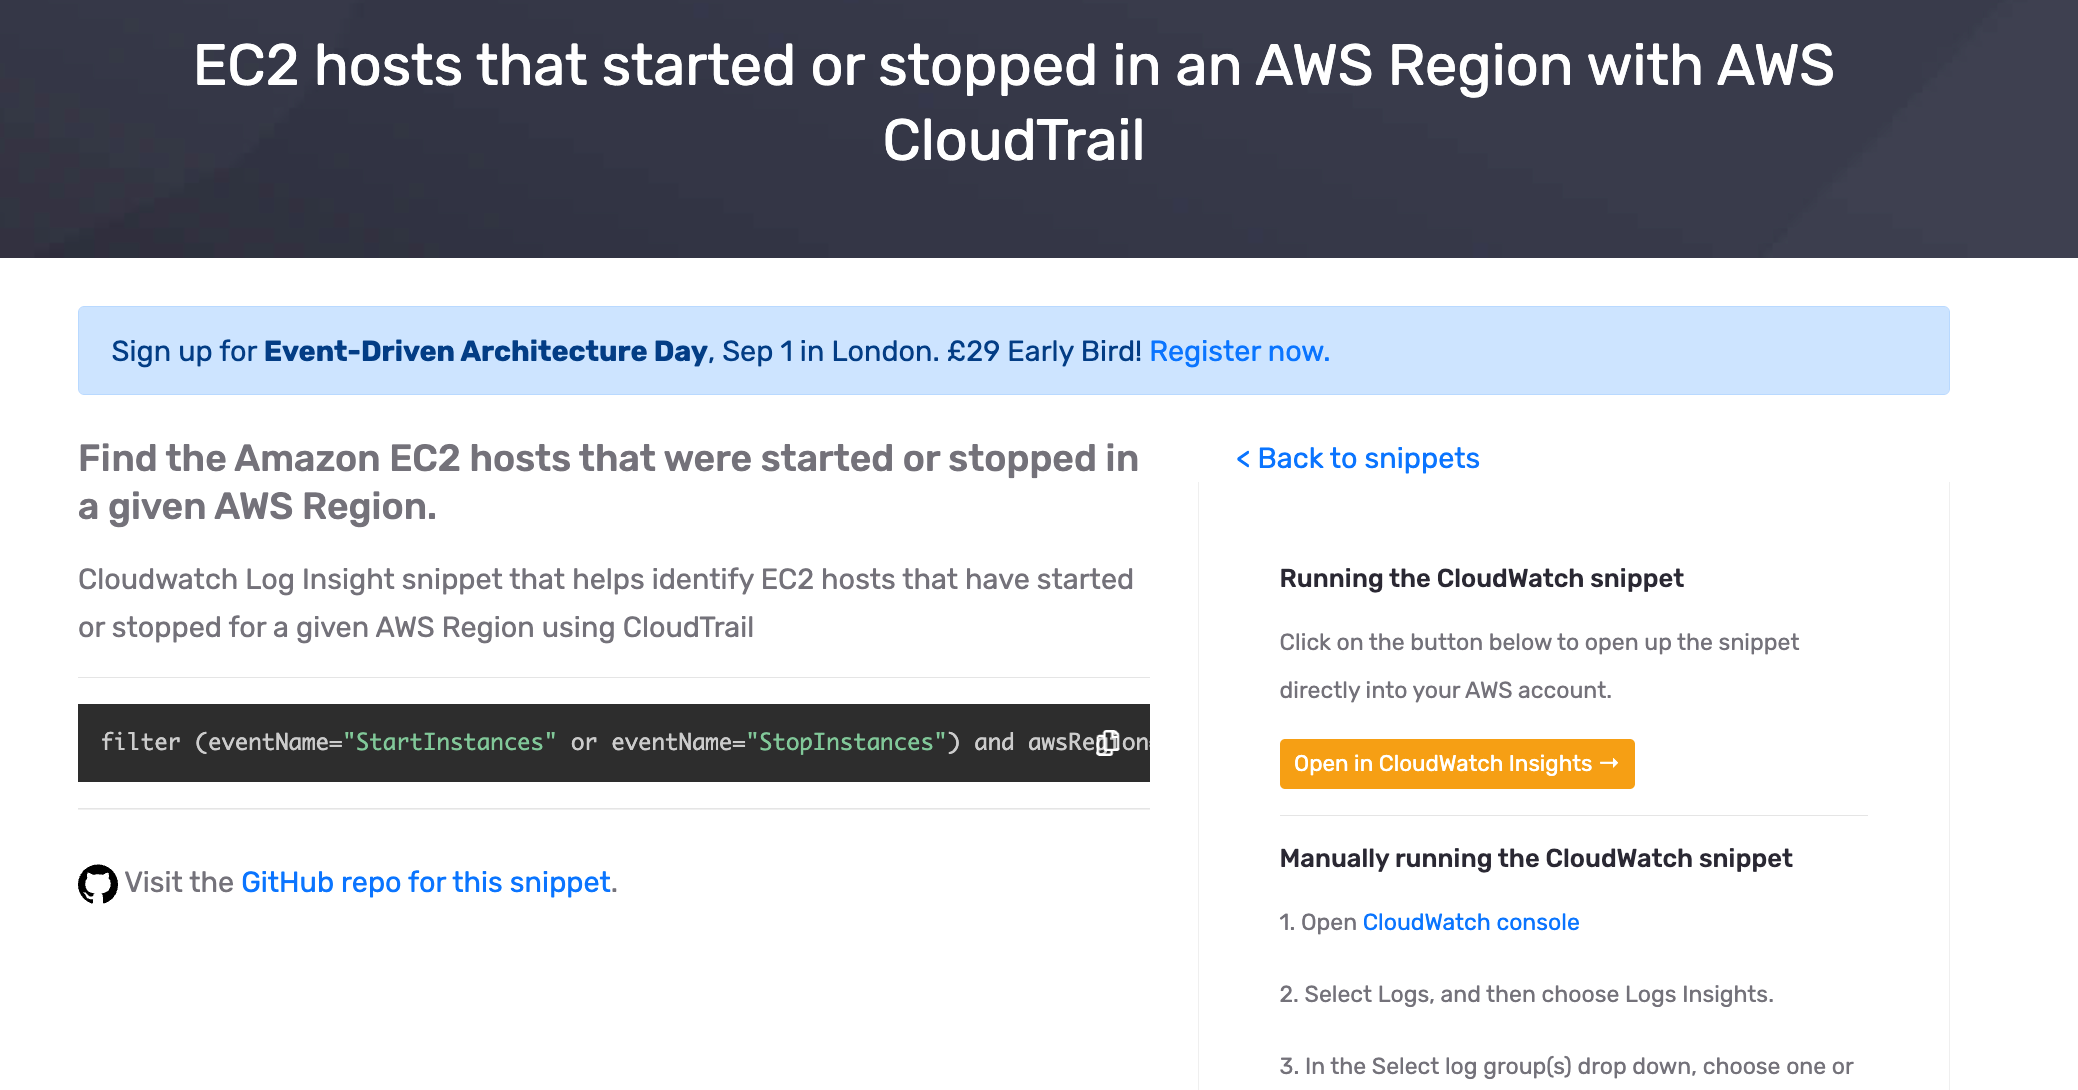 EC2 hosts that started or stopped in an AWS Region with AWS
CloudTrail
Sign up for Event-Driven Architecture Day, Sep 1 in London. £29 Early Bird! Register now.
Find the Amazon EC2 hosts that were started or stopped in
a given AWS Region.
Cloudwatch Log Insight snippet that helps identify EC2 hosts that have started
or stopped for a given AWS Region using CloudTrail
filter (eventName="StartInstances" or eventName="StopInstances") and awsRegion=
Visit the GitHub repo for this snippet.
< Back to snippets
Running the CloudWatch snippet
Click on the button below to open up the snippet
directly into your AWS account.
Open in CloudWatch Insights →
Manually running the CloudWatch snippet
1. Open CloudWatch console
2. Select Logs, and then choose Logs Insights.
3. In the Select log group(s) drop down, choose one or